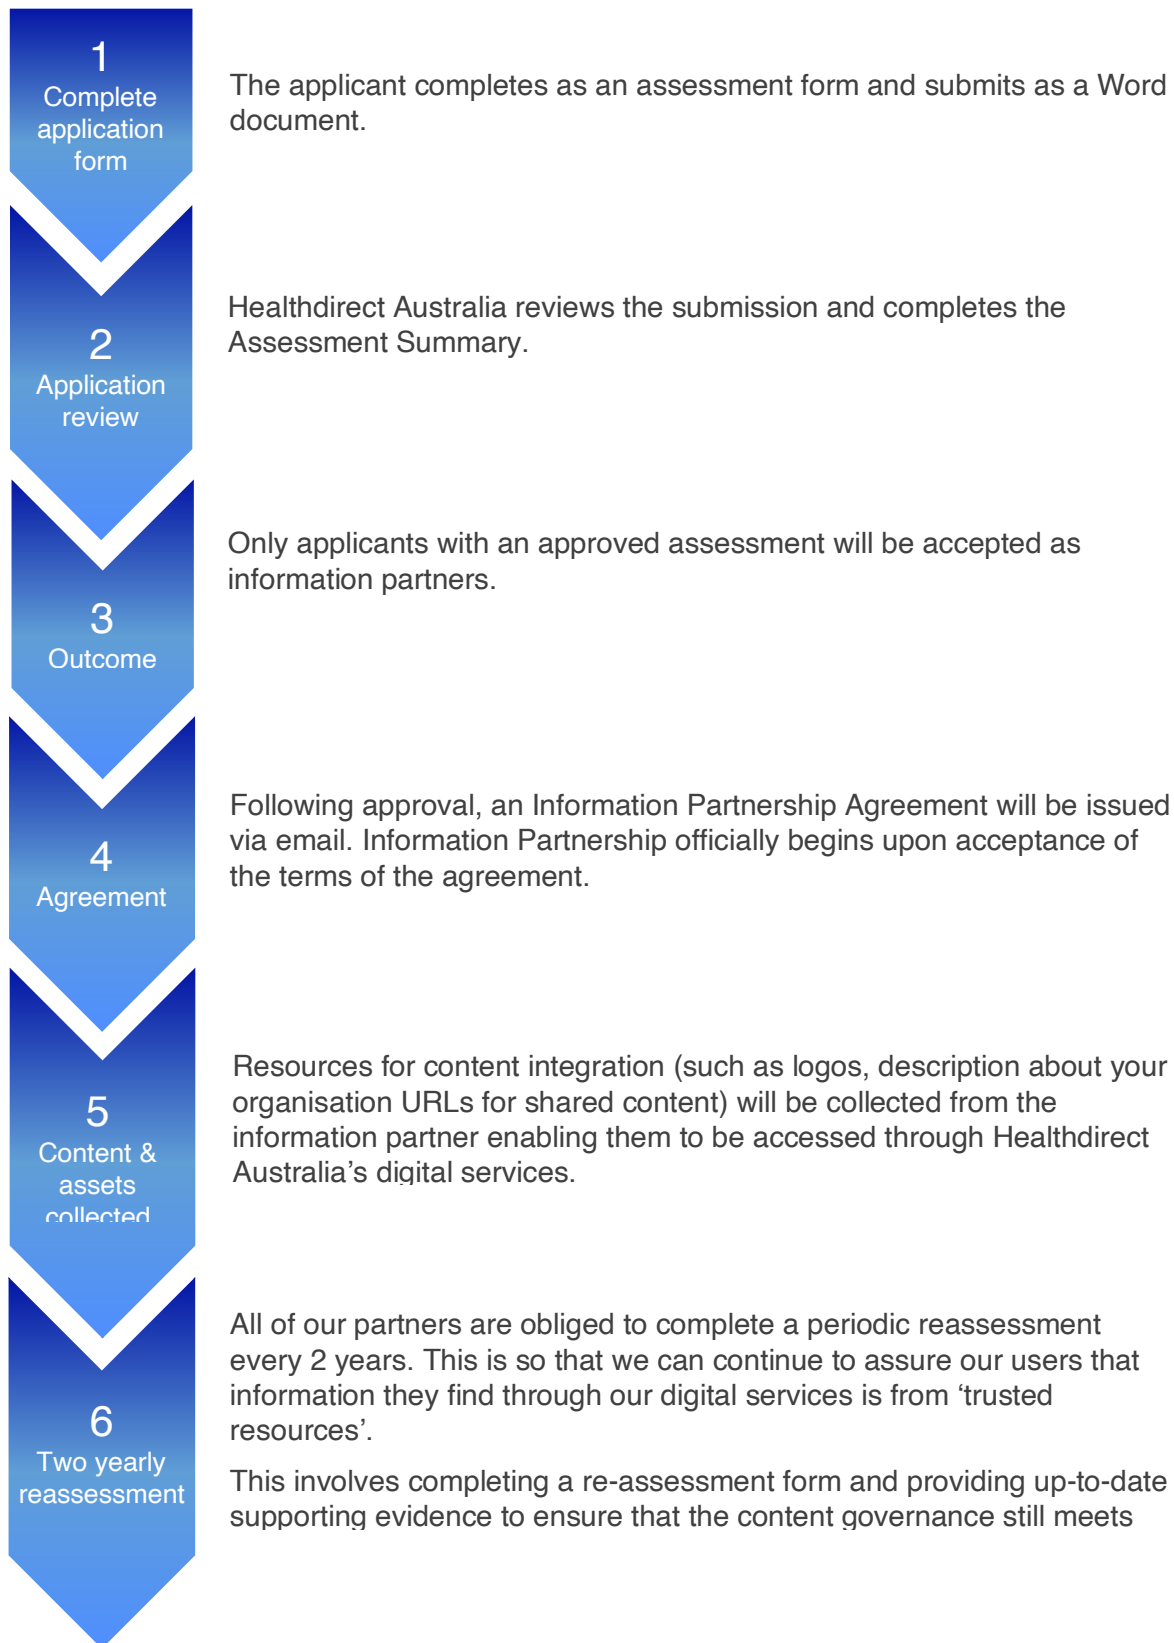 1
Complete
application
form
The applicant completes as an assessment form and submits as a Word
document.
2
Application
review
Healthdirect Australia reviews the submission and completes the
Assessment Summary.
3
Outcome
Only applicants with an approved assessment will be accepted as
information partners.
4
Agreement
Following approval, an Information Partnership Agreement will be issued
via email. Information Partnership officially begins upon acceptance of
the terms of the agreement.
5
Content &
assets
collected
Resources for content integration (such as logos, description about your
organisation URLs for shared content) will be collected from the
information partner enabling them to be accessed through Healthdirect
Australia’s digital services.
6
Two yearly
reassessment
All of our partners are obliged to complete a periodic reassessment
every 2 years. This is so that we can continue to assure our users that
information they find through our digital services is from ‘trusted
resources’.
This involves completing a re-assessment form and providing up-to-date
supporting evidence to ensure that the content governance still meets